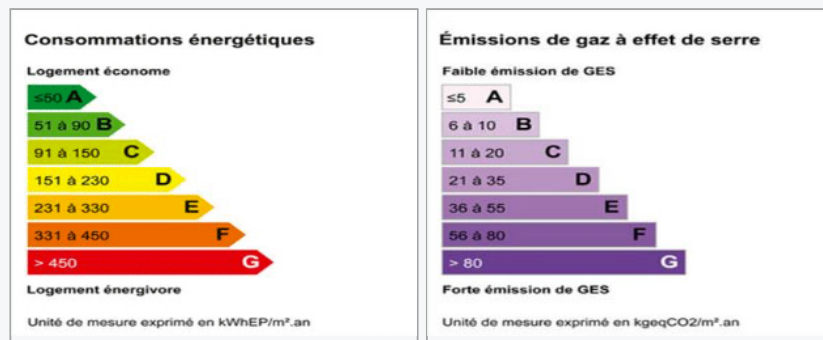 Consommations énergétiques
Logement économe
≤50 A
51 à 90 B
91 à 150 C
151 à 230 D
231 à 330 E
331 à 450 F
> 450 G
Logement énergivore
Unité de mesure exprimé en kWhEP/m².an
Émissions de gaz à effet de serre
Faible émission de GES
≤5 A
6 à 10 B
11 à 20 C
21 à 35 D
36 à 55 E
56 à 80 F
> 80 G
Forte émission de GES
Unité de mesure exprimé en kgeqCO2/m².an